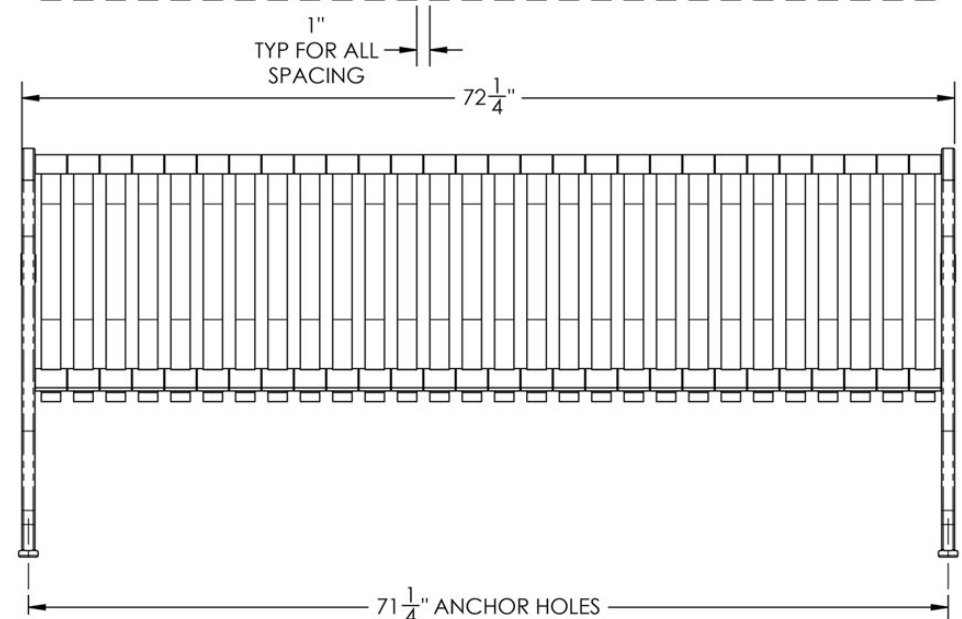 1"
TYP FOR ALL
SPACING
72 1/4"
71 1/4" ANCHOR HOLES